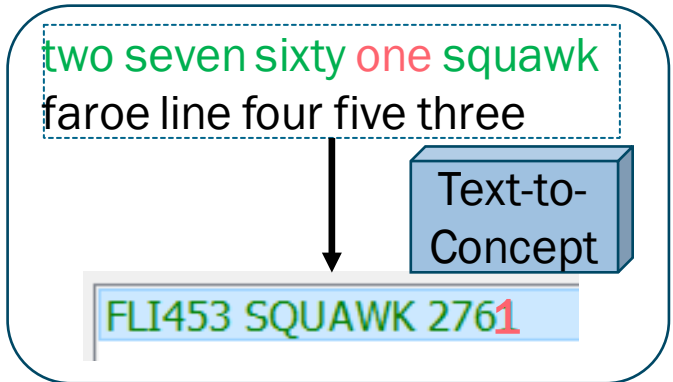 two seven sixty one squawk
faroe line four five three
Text-to-
Concept
FLI453 SQUAWK 2761